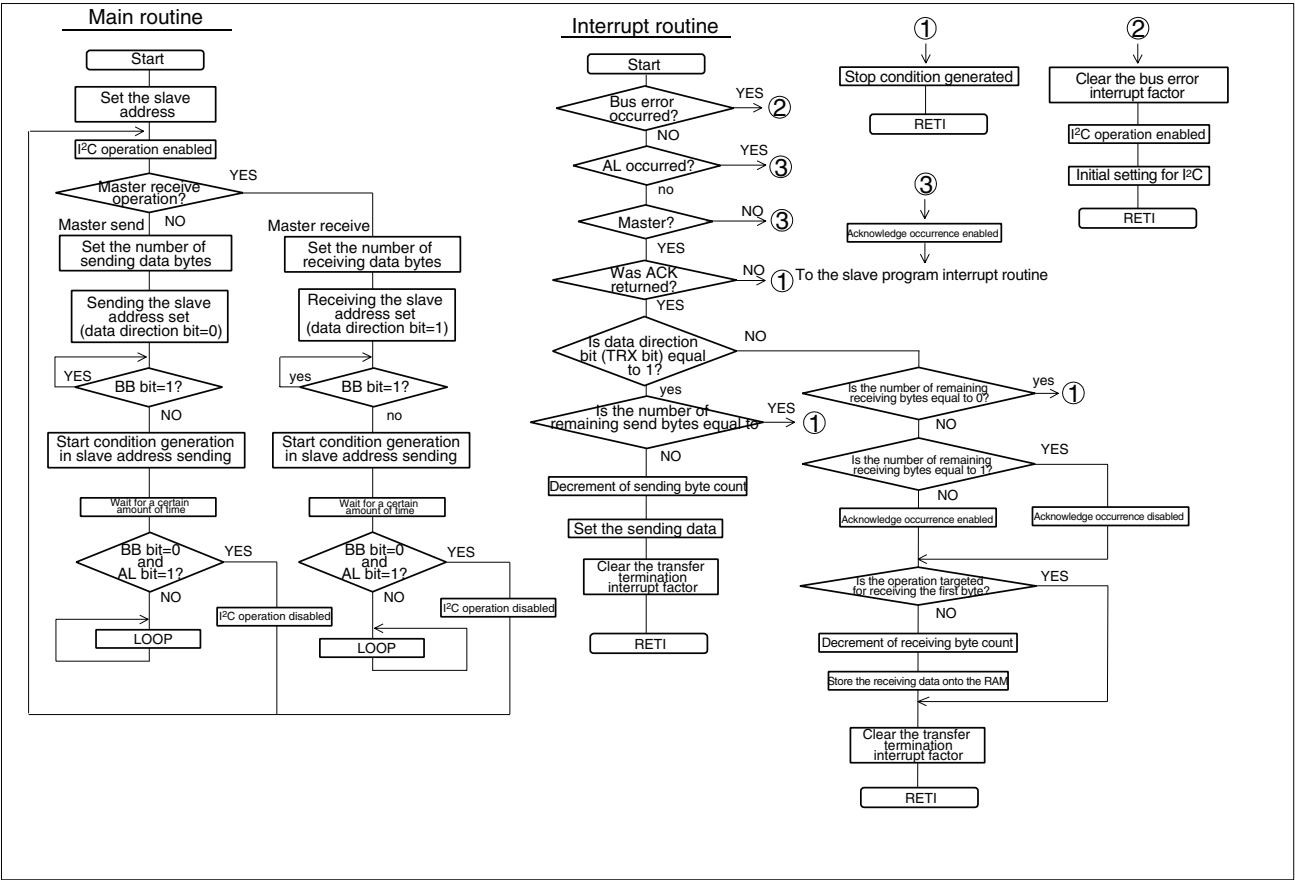 Main routine
Start
Set the slave
address
I²C operation enabled
Master receive
operation?
YES
NO
Master send
Set the number of
sending data bytes
Sending the slave
address set
(data direction bit=0)
YES
BB bit=1?
NO
Start condition generation
in slave address sending
Wait for a certain
amount of time
BB bit=0
and
AL bit=1?
YES
NO
I²C operation disabled
LOOP
Master receive
Set the number of
receiving data bytes
Receiving the slave
address set
(data direction bit=1)
yes
BB bit=1?
no
Start condition generation
in slave address sending
Wait for a certain
amount of time
BB bit=0
and
AL bit=1?
YES
NO
I²C operation disabled
LOOP
Interrupt routine
Start
Bus error
occurred?
YES
②
NO
AL occurred?
YES
③
no
Master?
NO
③
YES
Was ACK
returned?
NO
①
YES
Is data direction
bit (TRX bit) equal
to 1?
NO
yes
Is the number of
remaining send bytes equal to
YES
①
NO
Decrement of sending byte count
Set the sending data
Clear the transfer
termination
interrupt factor
RETI
Is the number of remaining
receiving bytes equal to 0?
yes
①
NO
Is the number of remaining
receiving bytes equal to 1?
YES
NO
Acknowledge occurrence enabled
Acknowledge occurrence disabled
Is the operation targeted
for receiving the first byte?
YES
NO
Decrement of receiving byte count
Store the receiving data onto the RAM
Clear the transfer
termination
interrupt factor
RETI
①
Stop condition generated
RETI
②
Clear the bus error
interrupt factor
I²C operation enabled
Initial setting for I²C
RETI
③
Acknowledge occurrence enabled
To the slave program interrupt routine